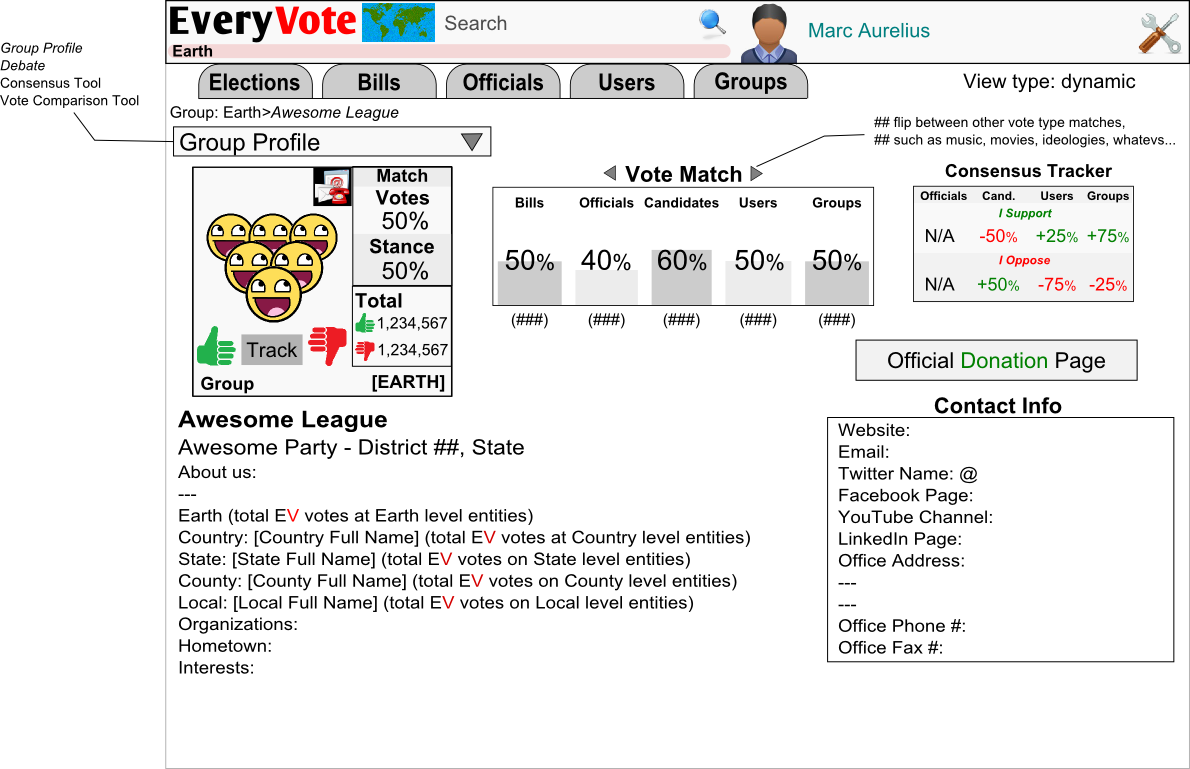 EveryVote
Search
Marc Aurelius
Earth
Group Profile
Debate
Consensus Tool
Vote Comparison Tool
Elections
Bills
Officials
Users
Groups
View type: dynamic
Group: Earth>Awesome League
Group Profile
## flip between other vote type matches,
## such as music, movies, ideologies, whatevs...
Match
Votes
50%
Stance
50%
Total
1,234,567
1,234,567
Track
Group
[EARTH]
Vote Match
Bills Officials Candidates Users Groups
50% 40% 60% 50% 50%
(###) (###) (###) (###) (###)
Consensus Tracker
Officials Cand. Users Groups
I Support
N/A -50% +25% +75%
I Oppose
N/A +50% -75% -25%
Official Donation Page
Awesome League
Awesome Party - District ##, State
About us:
---
Earth (total EV votes at Earth level entities)
Country: [Country Full Name] (total EV votes at Country level entities)
State: [State Full Name] (total EV votes on State level entities)
County: [County Full Name] (total EV votes on County level entities)
Local: [Local Full Name] (total EV votes on Local level entities)
Organizations:
Hometown:
Interests:
Contact Info
Website:
Email:
Twitter Name: @
Facebook Page:
YouTube Channel:
LinkedIn Page:
Office Address:
---
---
Office Phone #:
Office Fax #: